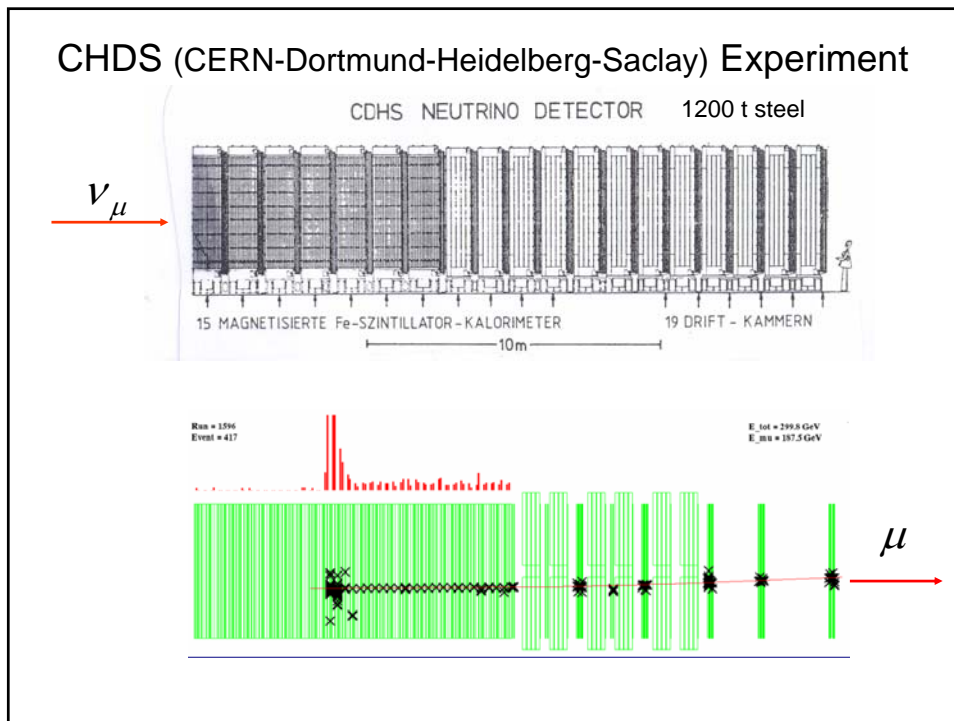 CHDS (CERN-Dortmund-Heidelberg-Saclay) Experiment
CDHS NEUTRINO DETECTOR 1200 t steel
ν_μ
15 MAGNETISIERTE Fe-SZINTILLATOR-KALORIMETER 19 DRIFT - KAMMERN
10m
Run = 1596
Event = 417
E_tot = 299.8 GeV
E_mu = 187.5 GeV
μ